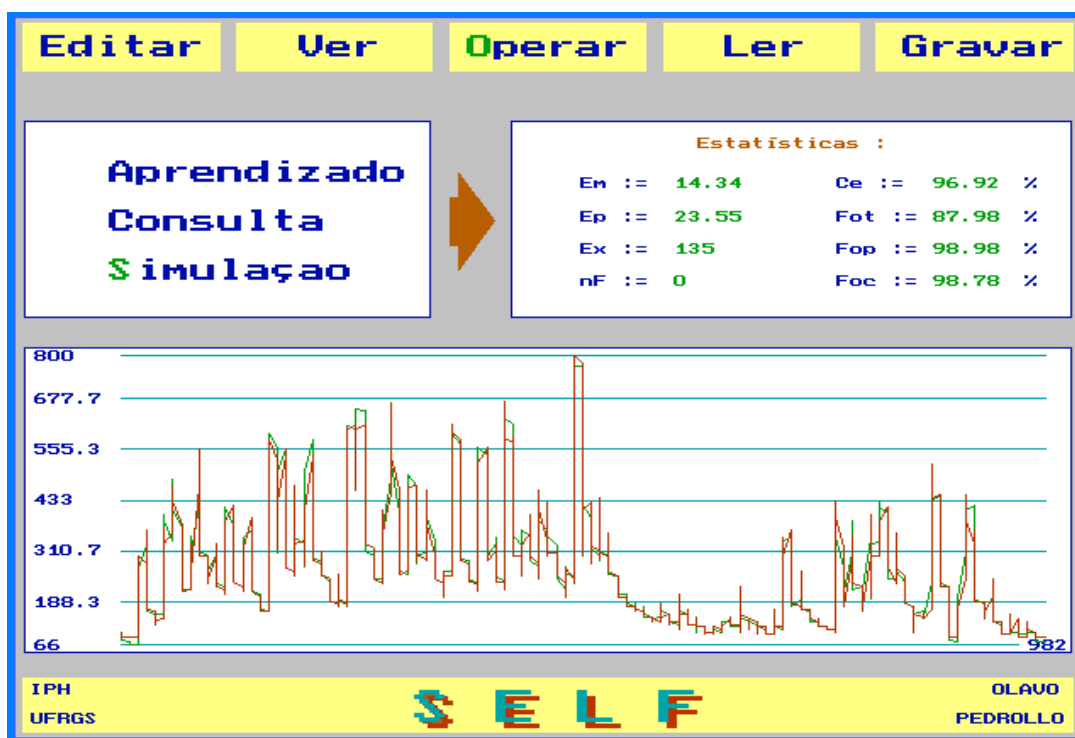 Editar Ver Operar Ler Gravar
Aprendizado
Consulta
Simulaçao
Estatísticas :
Em := 14.34 Ce := 96.92 %
Ep := 23.55 Fot := 87.98 %
Ex := 135 Fop := 98.98 %
nF := 0 Foc := 98.78 %
800
677.7
555.3
433
310.7
188.3
66 982
IPH
UFRGS
SELF
OLAVO
PEDROLLO